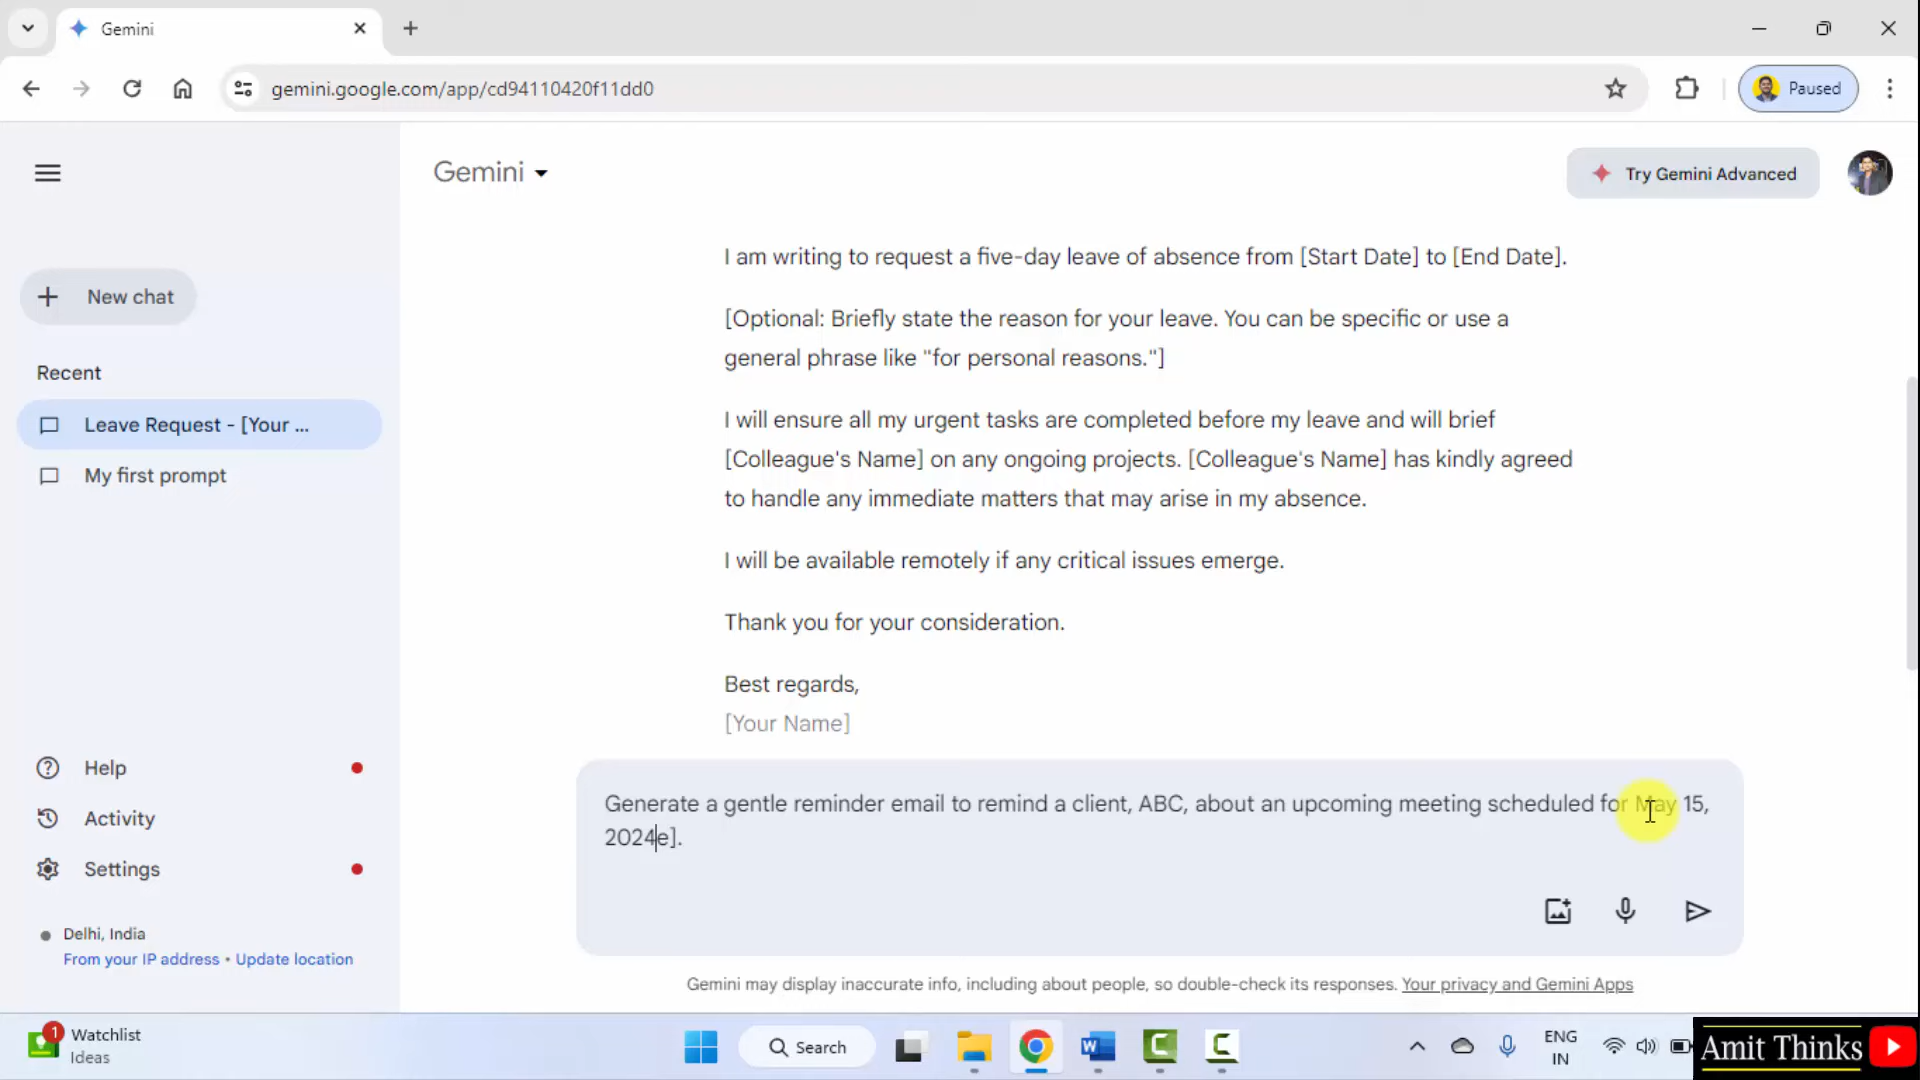 Gemini
gemini.google.com/app/cd94110420f11dd0
Paused
Gemini
Try Gemini Advanced
New chat
Recent
Leave Request - [Your ...
My first prompt
I am writing to request a five-day leave of absence from [Start Date] to [End Date].
[Optional: Briefly state the reason for your leave. You can be specific or use a
general phrase like "for personal reasons."]
I will ensure all my urgent tasks are completed before my leave and will brief
[Colleague's Name] on any ongoing projects. [Colleague's Name] has kindly agreed
to handle any immediate matters that may arise in my absence.
I will be available remotely if any critical issues emerge.
Thank you for your consideration.
Best regards,
[Your Name]
Generate a gentle reminder email to remind a client, ABC, about an upcoming meeting scheduled for May 15,
2024e].
Help
Activity
Settings
Delhi, India
From your IP address • Update location
Gemini may display inaccurate info, including about people, so double-check its responses. Your privacy and Gemini Apps
1
Watchlist
Ideas
Search
W
ENG
IN
Amit Thinks